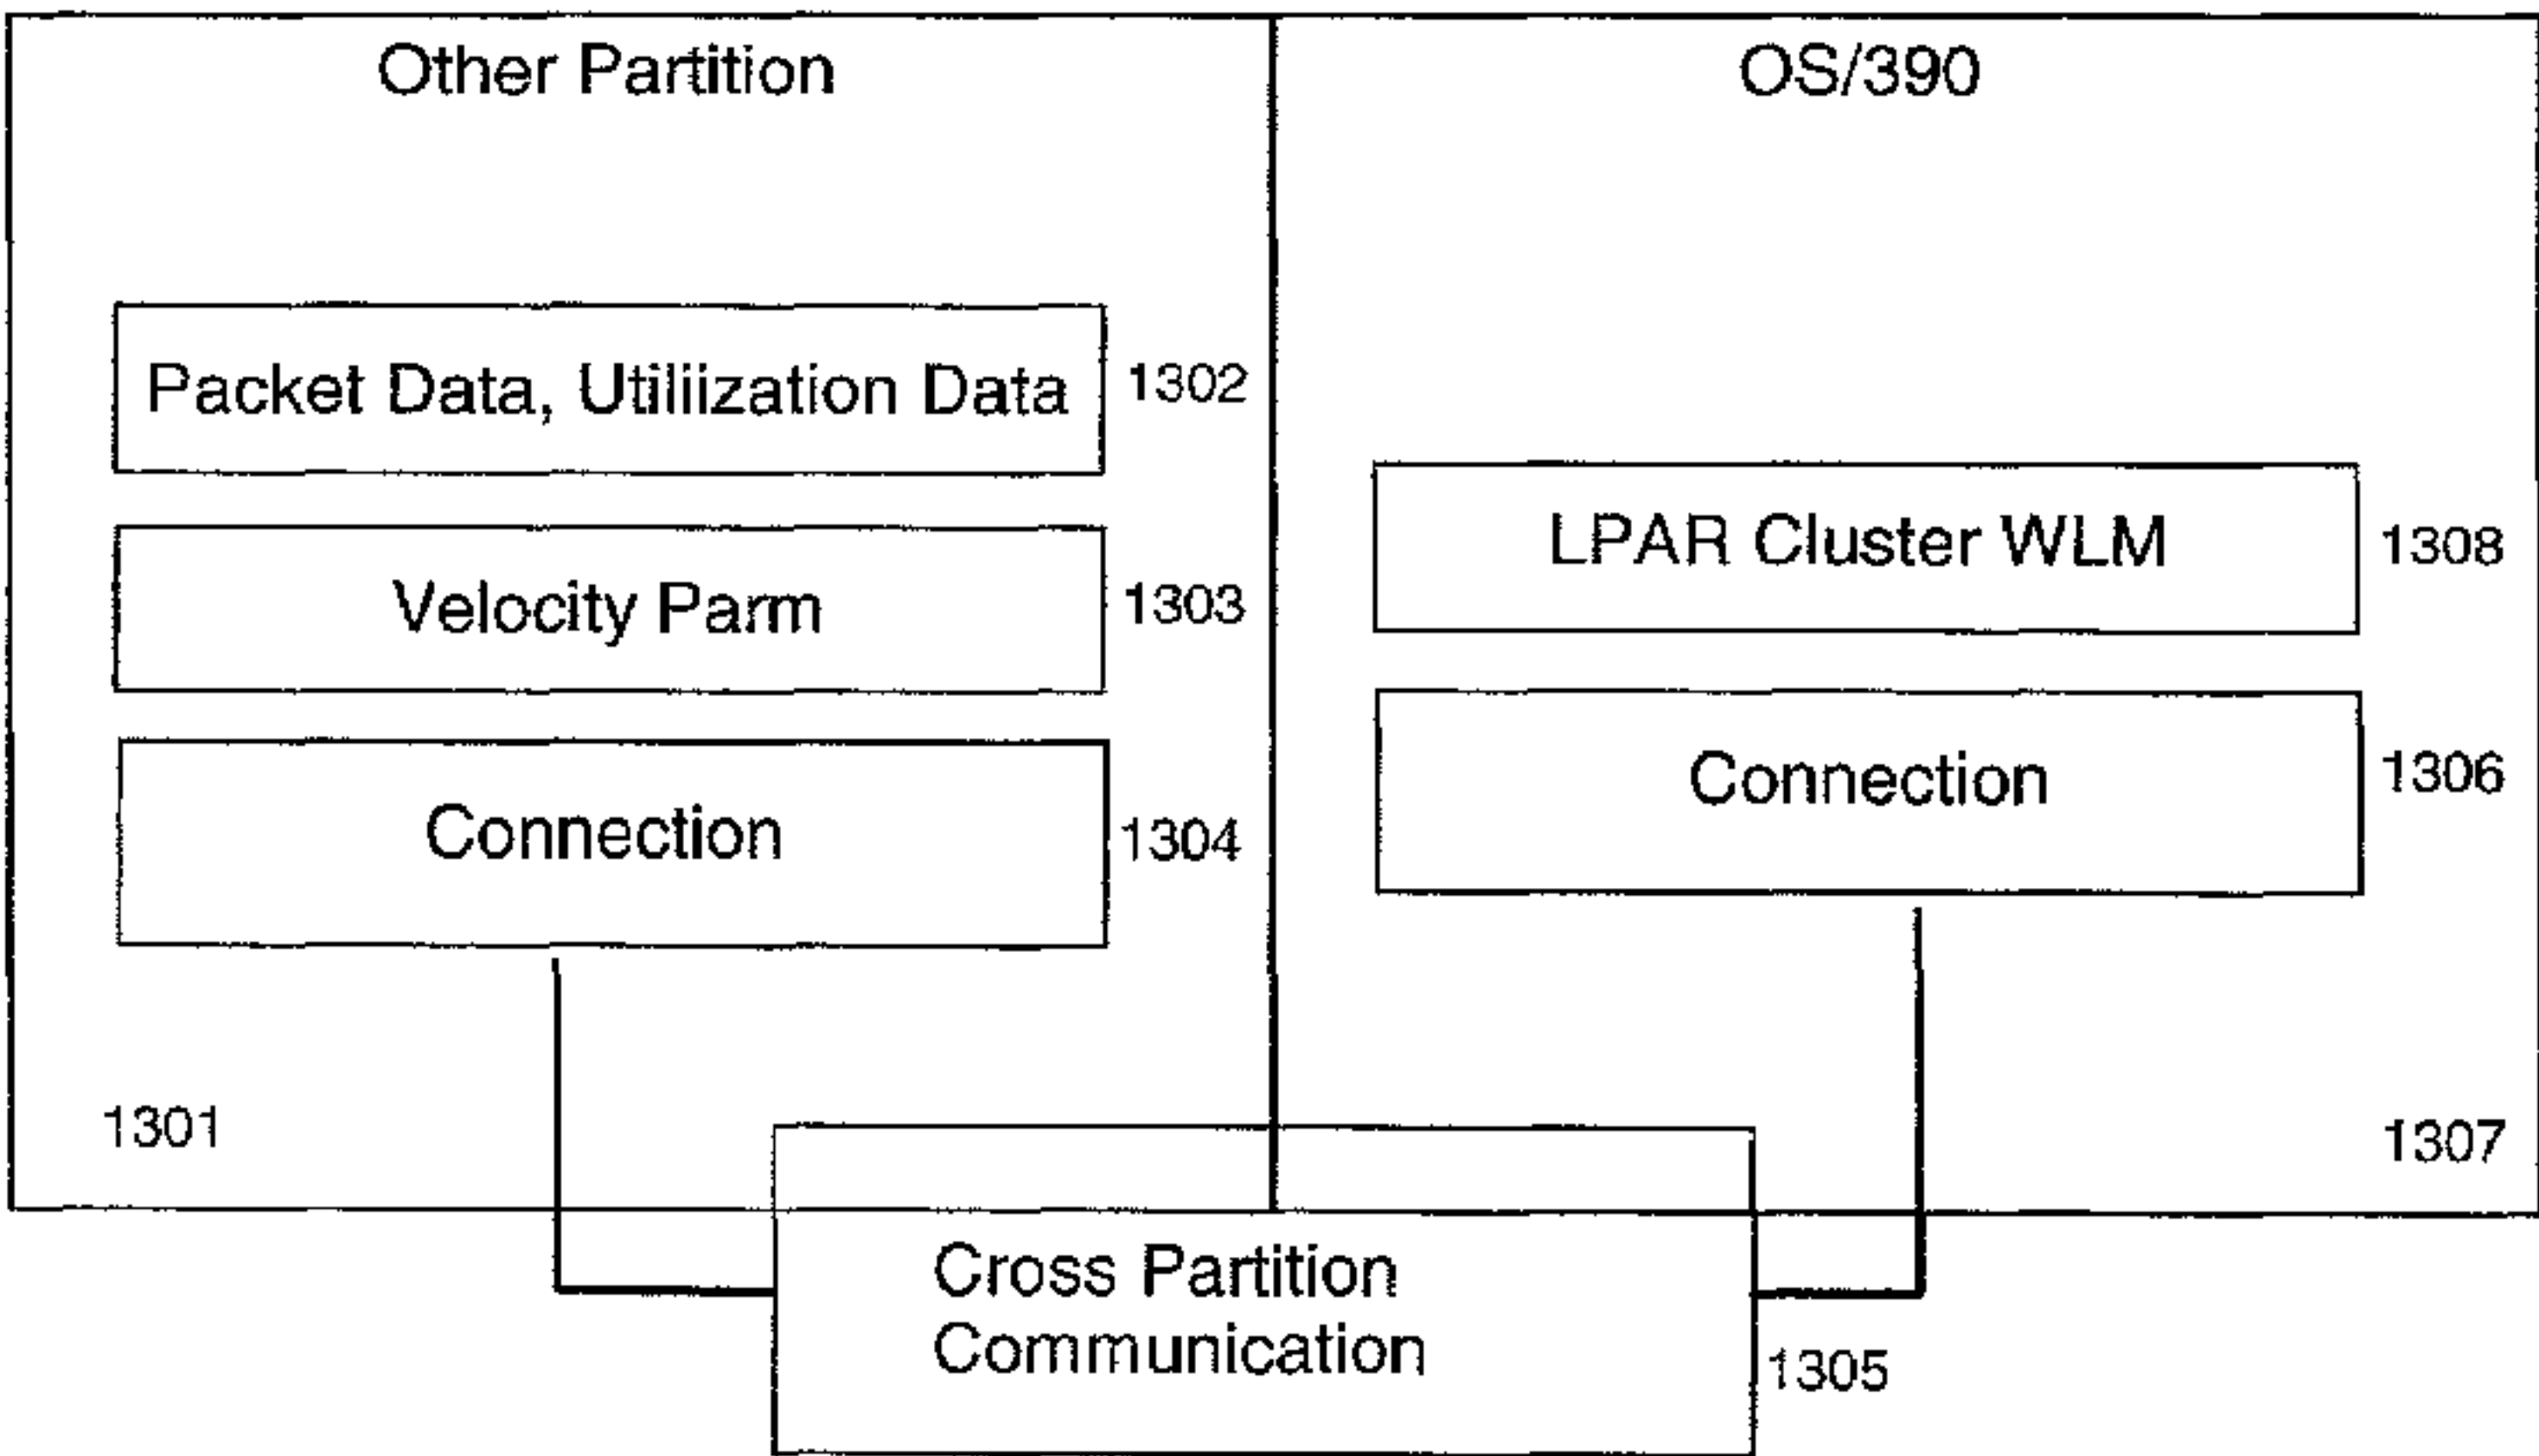 Other Partition
Packet Data, Utiliization Data 1302
Velocity Parm 1303
Connection 1304
1301
OS/390
LPAR Cluster WLM 1308
Connection 1306
1307
Cross Partition
Communication
1305